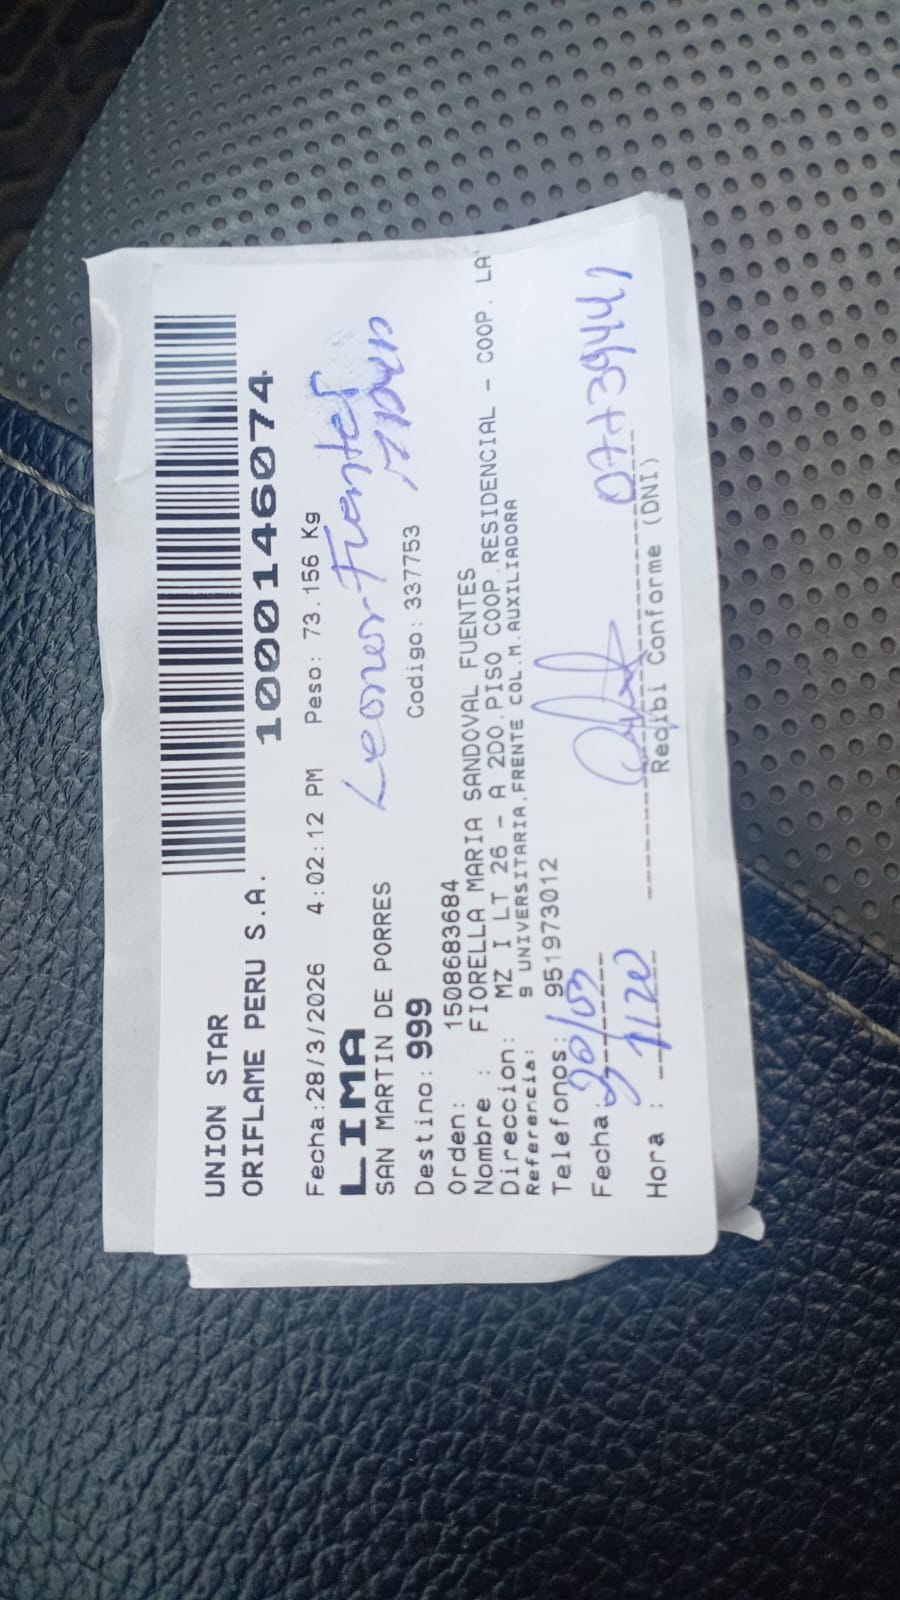 UNION STAR
ORIFLAME PERU S.A. 1000146074
Fecha:28/3/2026 4:02:12 PM Peso: 73.156 Kg
LIMA
Leonor Fuentes
SAN MARTIN DE PORRES
Destino: 999 Codigo: 337753
Orden: 1508683684
Nombre : FIORELLA MARIA SANDOVAL FUENTES
Direccion: MZ I LT 26 - A 2DO.PISO COOP.RESIDENCIAL - COOP. LA
Referencia: 9 UNIVERSITARIA,FRENTE COL.M.AUXILIADORA
Telefonos: 951973012
Fecha: 30/03
Hora : 11:20
Recibi Conforme (DNI)